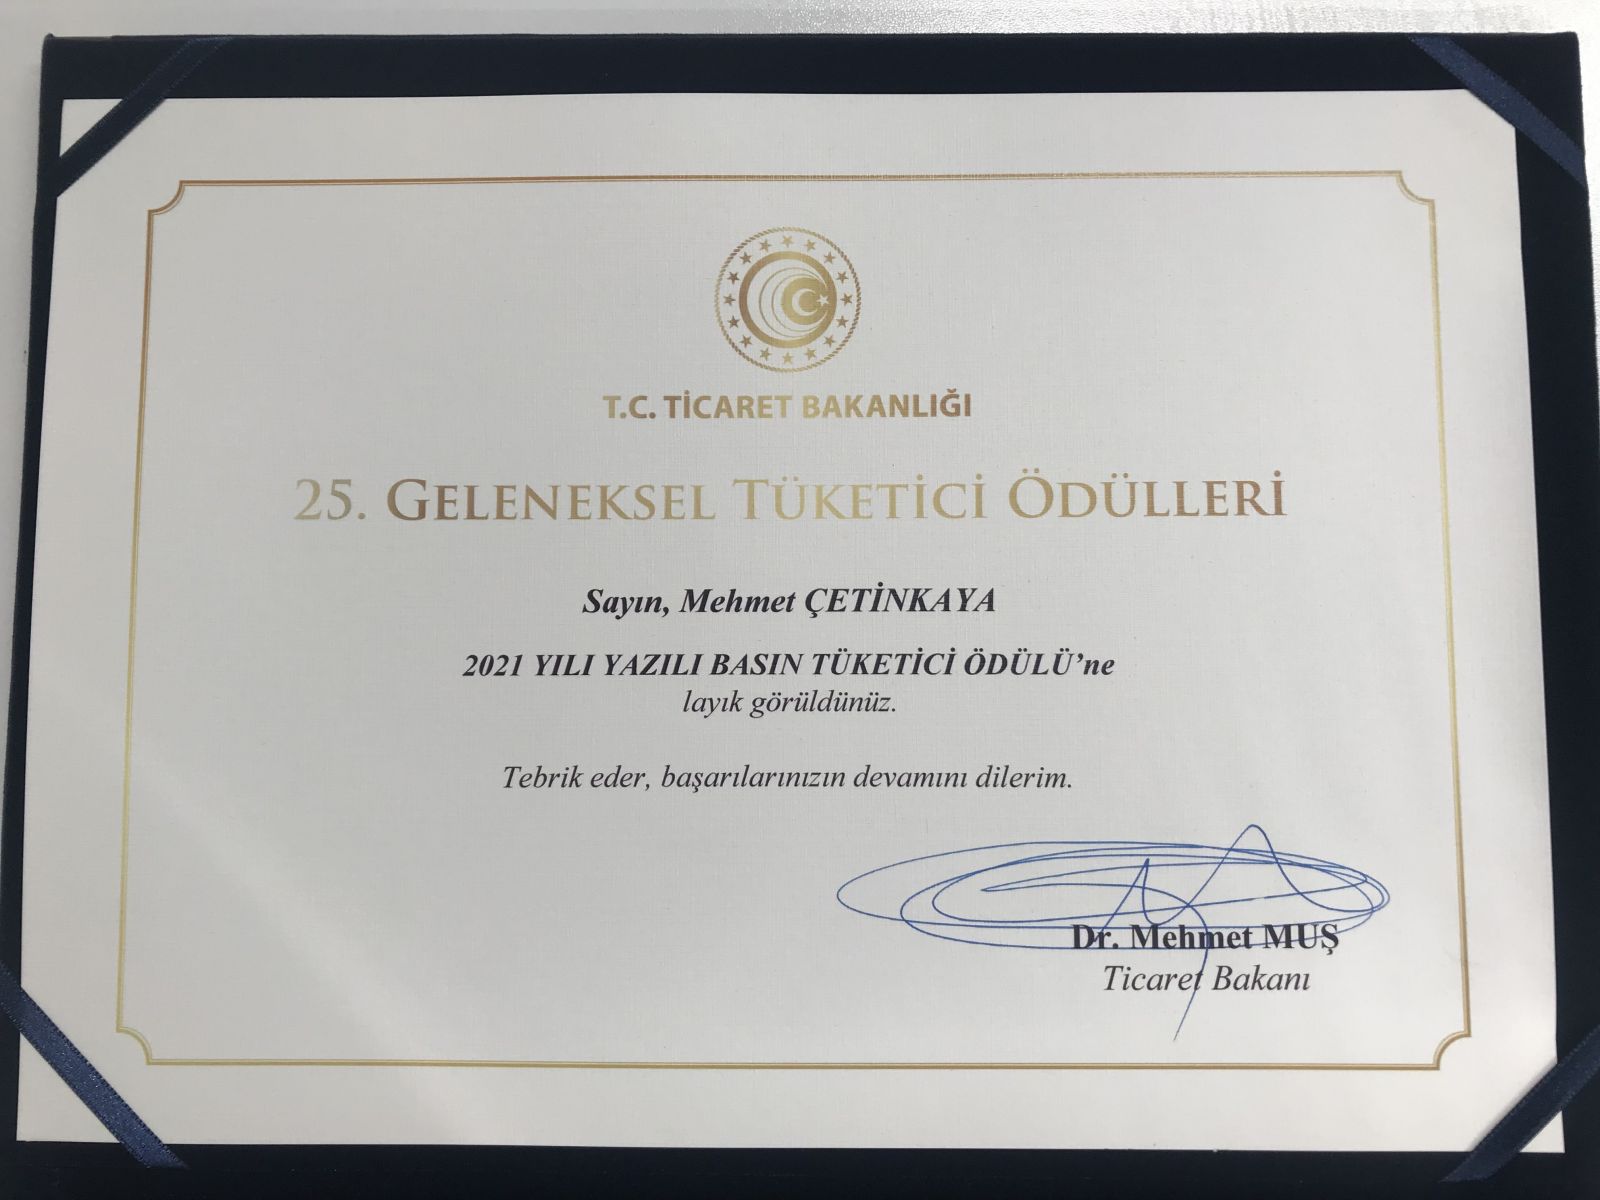 T.C. TİCARET BAKANLIĞI
25. GELENEKSEL TÜKETİCİ ÖDÜLLERİ
Sayın, Mehmet ÇETİNKAYA
2021 YILI YAZILI BASIN TÜKETİCİ ÖDÜLÜ’ne
layık görüldünüz.
Tebrik eder, başarılarınızın devamını dilerim.
Dr. Mehmet MUŞ
Ticaret Bakanı